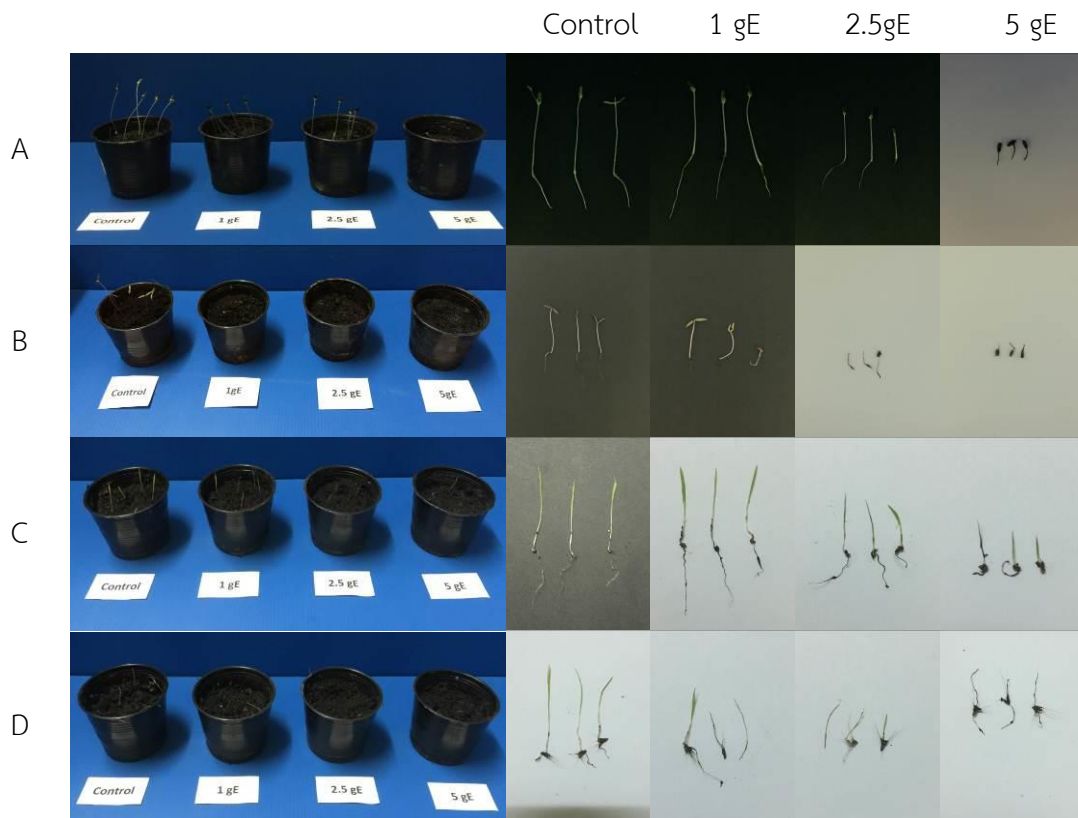 Control 1 gE 2.5gE 5 gE
A
Control 1 gE 2.5 gE 5 gE
B
Control 1gE 2.5 gE 5gE
C
Control 1 gE 2.5 gE 5 gE
D
Control 1 gE 2.5 gE 5 gE